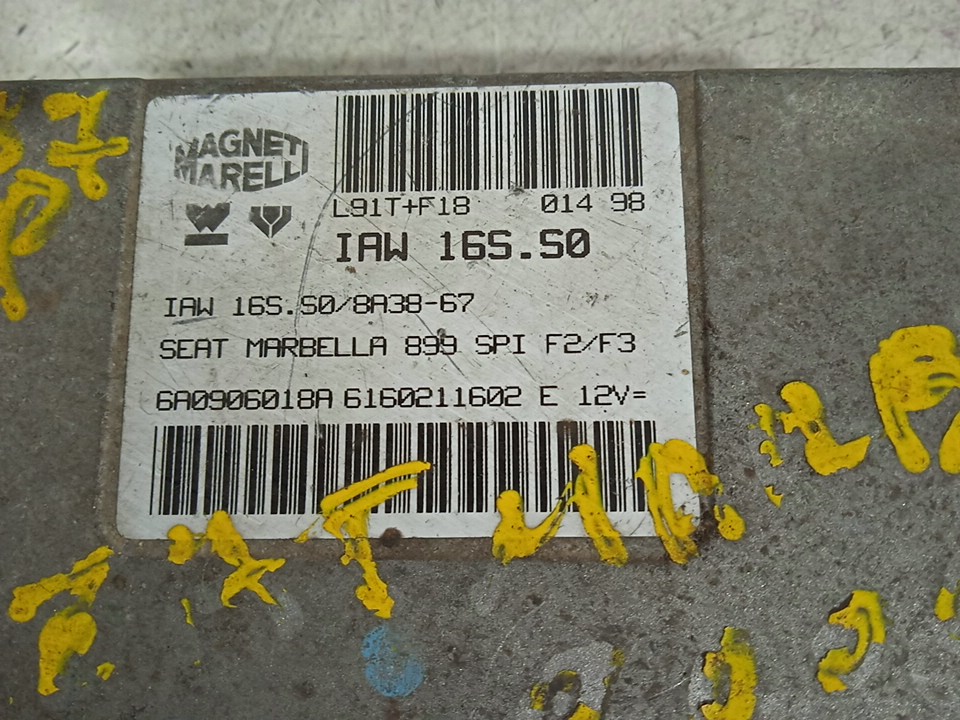 MAGNETI
MARELLI
L91T+F18 014 98
IAW 16S.S0
IAW 16S.S0/8A38-67
SEAT MARBELLA 899 SPI F2/F3
6A0906018A 6160211602 E 12V=